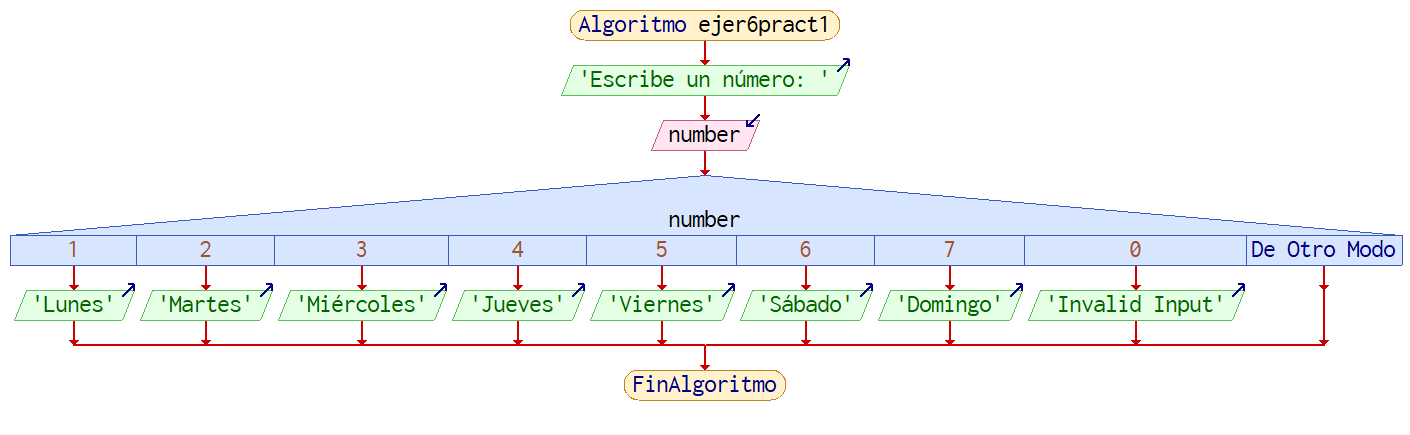 Algoritmo ejer6pract1
'Escribe un número: '
number
number
1 2 3 4 5 6 7 0 De Otro Modo
'Lunes' 'Martes' 'Miércoles' 'Jueves' 'Viernes' 'Sábado' 'Domingo' 'Invalid Input'
FinAlgoritmo